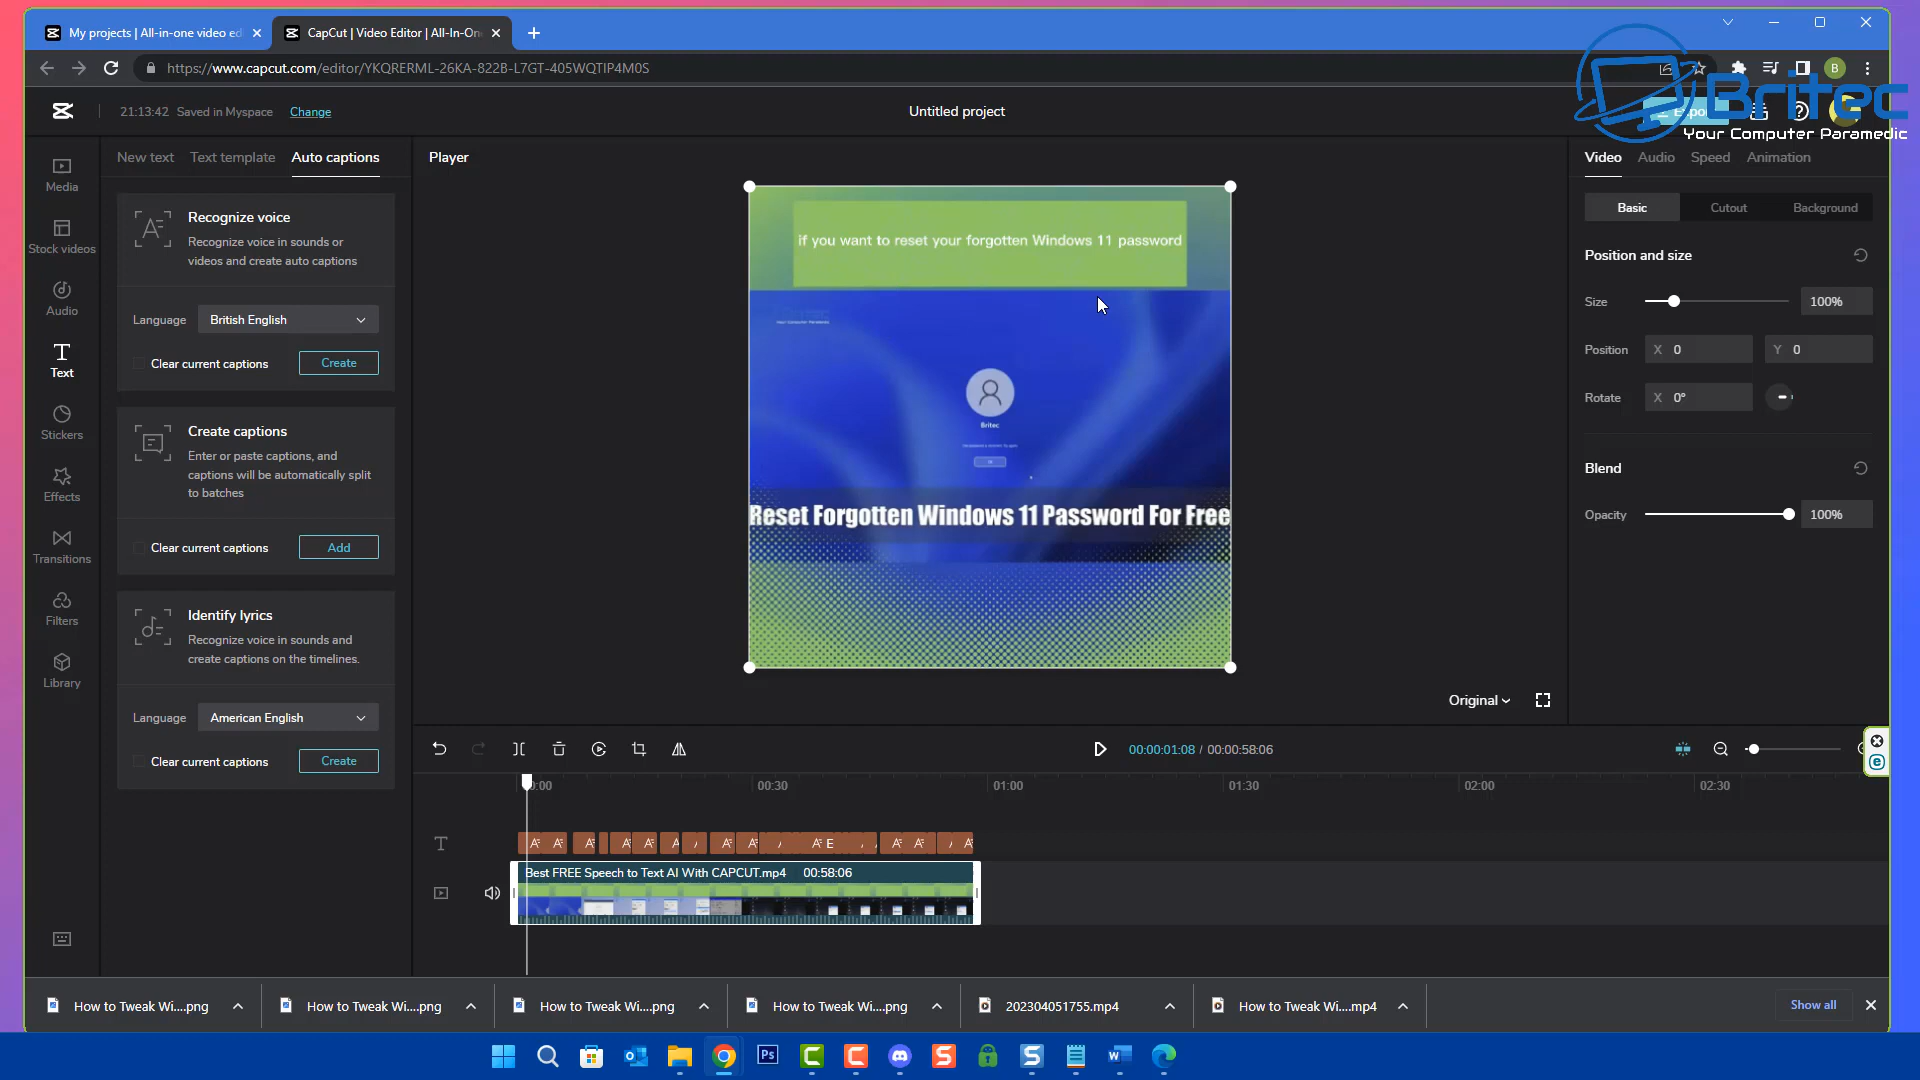 My projects | All-in-one video ed
CapCut | Video Editor | All-In-On
https://www.capcut.com/editor/YKQRERML-26KA-822B-L7GT-405WQTIP4M0S
B
Britec
Your Computer Paramedic
21:13:42 Saved in Myspace Change
Untitled project
New text Text template Auto captions
Player
Video Audio Speed Animation
Media
Stock videos
Audio
Text
Stickers
Effects
Transitions
Filters
Library
Recognize voice
Recognize voice in sounds or
videos and create auto captions
Language British English
Clear current captions Create
Create captions
Enter or paste captions, and
captions will be automatically split
to batches
Clear current captions Add
Identify lyrics
Recognize voice in sounds and
create captions on the timelines.
Language American English
Clear current captions Create
if you want to reset your forgotten Windows 11 password
Britec
Reset Forgotten Windows 11 Password For Free
Original
Basic Cutout Background
Position and size
Size 100%
Position X 0 Y 0
Rotate X 0°
Blend
Opacity 100%
00:00:01:08 / 00:00:58:06
00:30 01:00 01:30 02:00 02:30
Best FREE Speech to Text AI With CAPCUT.mp4 00:58:06
How to Tweak Wi....png
How to Tweak Wi....png
How to Tweak Wi....png
How to Tweak Wi....png
202304051755.mp4
How to Tweak Wi....mp4
Show all